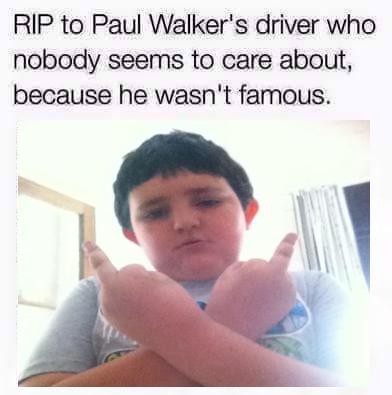 RIP to Paul Walker's driver who
nobody seems to care about,
because he wasn't famous.